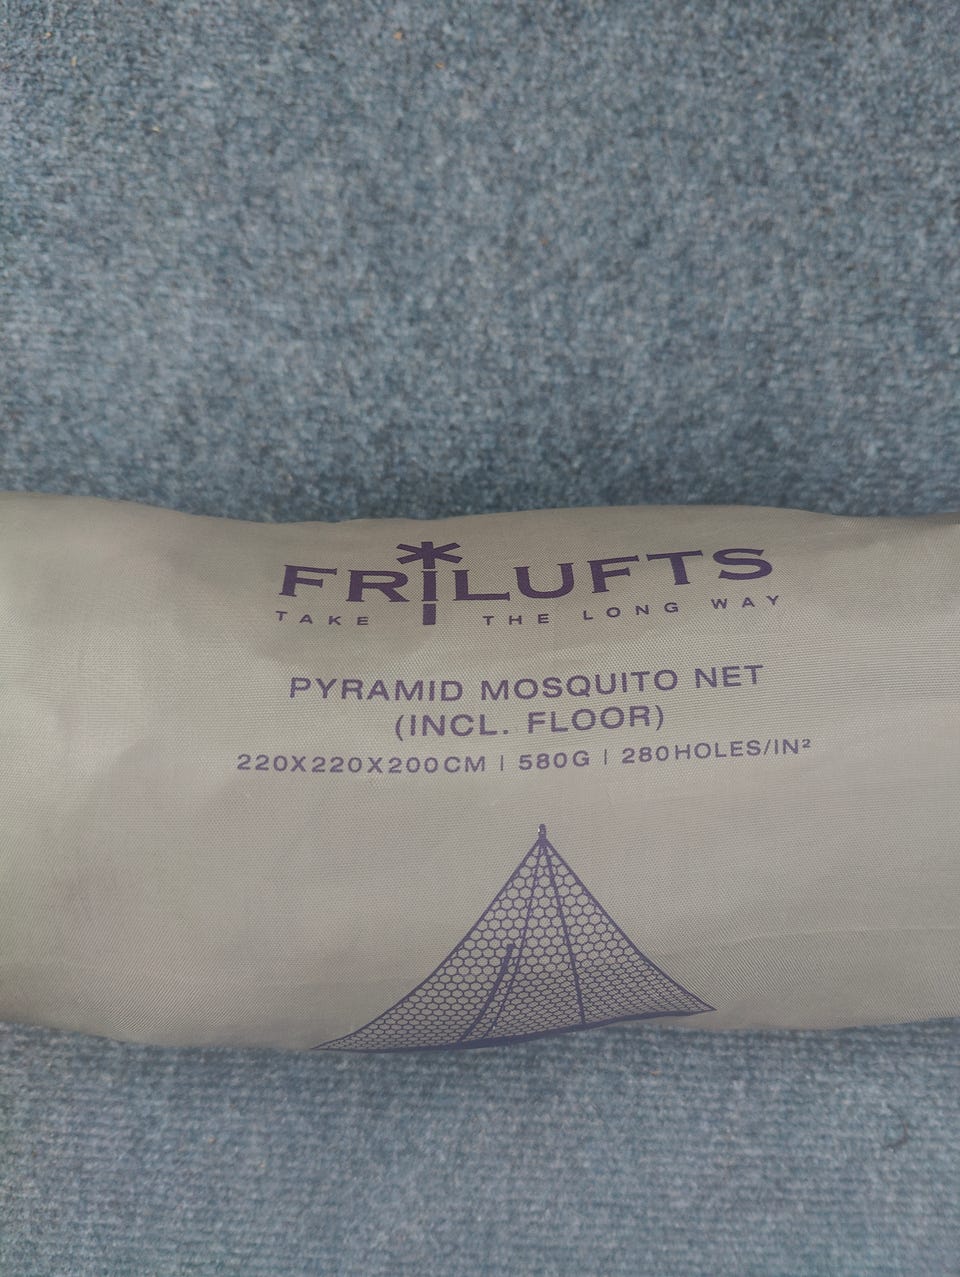 FRILUFTS
TAKE THE LONG WAY
PYRAMID MOSQUITO NET
(INCL. FLOOR)
220X220X200CM | 580G | 280HOLES/IN²